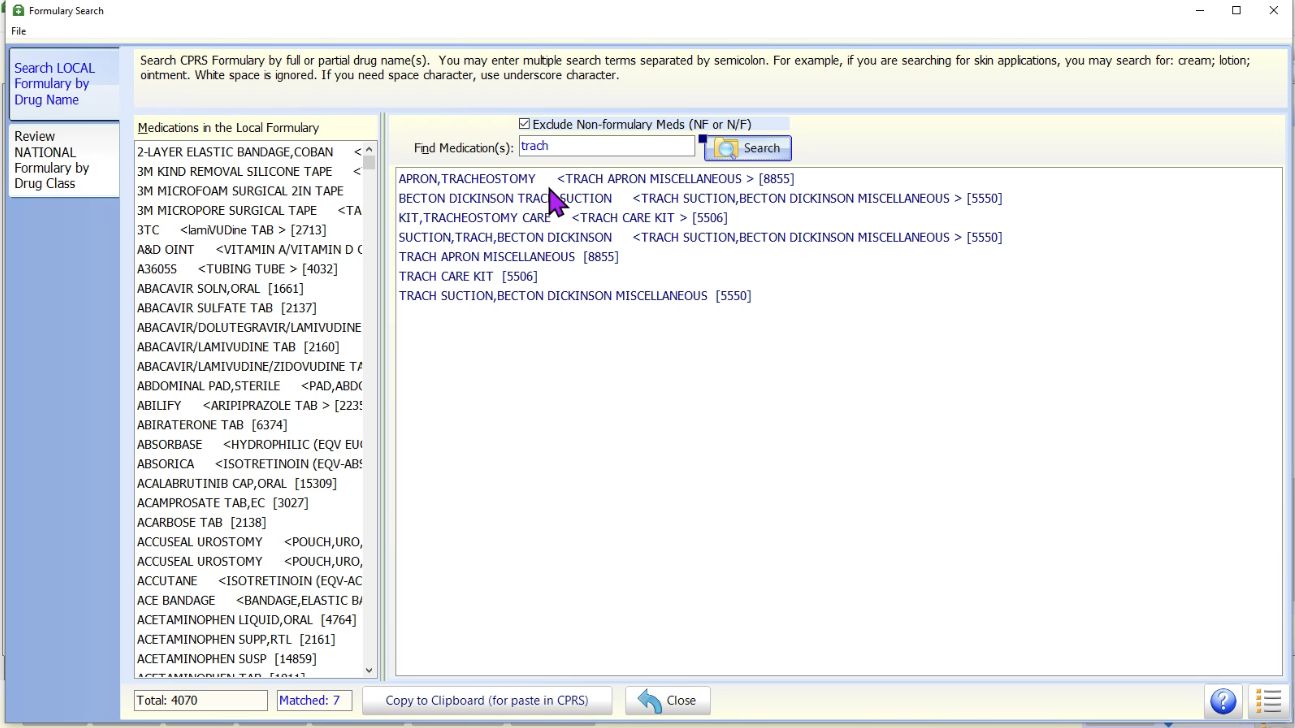 Formulary Search
File
Search LOCAL
Formulary by
Drug Name
Review
NATIONAL
Formulary by
Drug Class
Search CPRS Formulary by full or partial drug name(s). You may enter multiple search terms separated by semicolon. For example, if you are searching for skin applications, you may search for: cream; lotion;
ointment. White space is ignored. If you need space character, use underscore character.
Medications in the Local Formulary
2-LAYER ELASTIC BANDAGE,COBAN <
3M KIND REMOVAL SILICONE TAPE <
3M MICROFOAM SURGICAL 2IN TAPE
3M MICROPORE SURGICAL TAPE <TA
3TC <lamiVUDine TAB > [2713]
A&D OINT <VITAMIN A/VITAMIN D C
A3605S <TUBING TUBE > [4032]
ABACAVIR SOLN,ORAL [1661]
ABACAVIR SULFATE TAB [2137]
ABACAVIR/DOLUTEGRAVIR/LAMIVUDINE
ABACAVIR/LAMIVUDINE TAB [2160]
ABACAVIR/LAMIVUDINE/ZIDOVUDINE TA
ABDOMINAL PAD,STERILE <PAD,ABDO
ABILIFY <ARIPIPRAZOLE TAB > [2235
ABIRATERONE TAB [6374]
ABSORBASE <HYDROPHILIC (EQV EUC
ABSORICA <ISOTRETINOIN (EQV-ABS
ACALABRUTINIB CAP,ORAL [15309]
ACAMPROSATE TAB,EC [3027]
ACARBOSE TAB [2138]
ACCUSEAL UROSTOMY <POUCH,URO,
ACCUSEAL UROSTOMY <POUCH,URO,
ACCUTANE <ISOTRETINOIN (EQV-AC
ACE BANDAGE <BANDAGE,ELASTIC BA
ACETAMINOPHEN LIQUID,ORAL [4764]
ACETAMINOPHEN SUPP,RTL [2161]
ACETAMINOPHEN SUSP [14859]
ACETAMINOPHEN TAB [1811]
Exclude Non-formulary Meds (NF or N/F)
Find Medication(s): trach Search
APRON,TRACHEOSTOMY <TRACH APRON MISCELLANEOUS > [8855]
BECTON DICKINSON TRACH SUCTION <TRACH SUCTION,BECTON DICKINSON MISCELLANEOUS > [5550]
KIT,TRACHEOSTOMY CARE <TRACH CARE KIT > [5506]
SUCTION,TRACH,BECTON DICKINSON <TRACH SUCTION,BECTON DICKINSON MISCELLANEOUS > [5550]
TRACH APRON MISCELLANEOUS [8855]
TRACH CARE KIT [5506]
TRACH SUCTION,BECTON DICKINSON MISCELLANEOUS [5550]
Total: 4070 Matched: 7 Copy to Clipboard (for paste in CPRS) Close